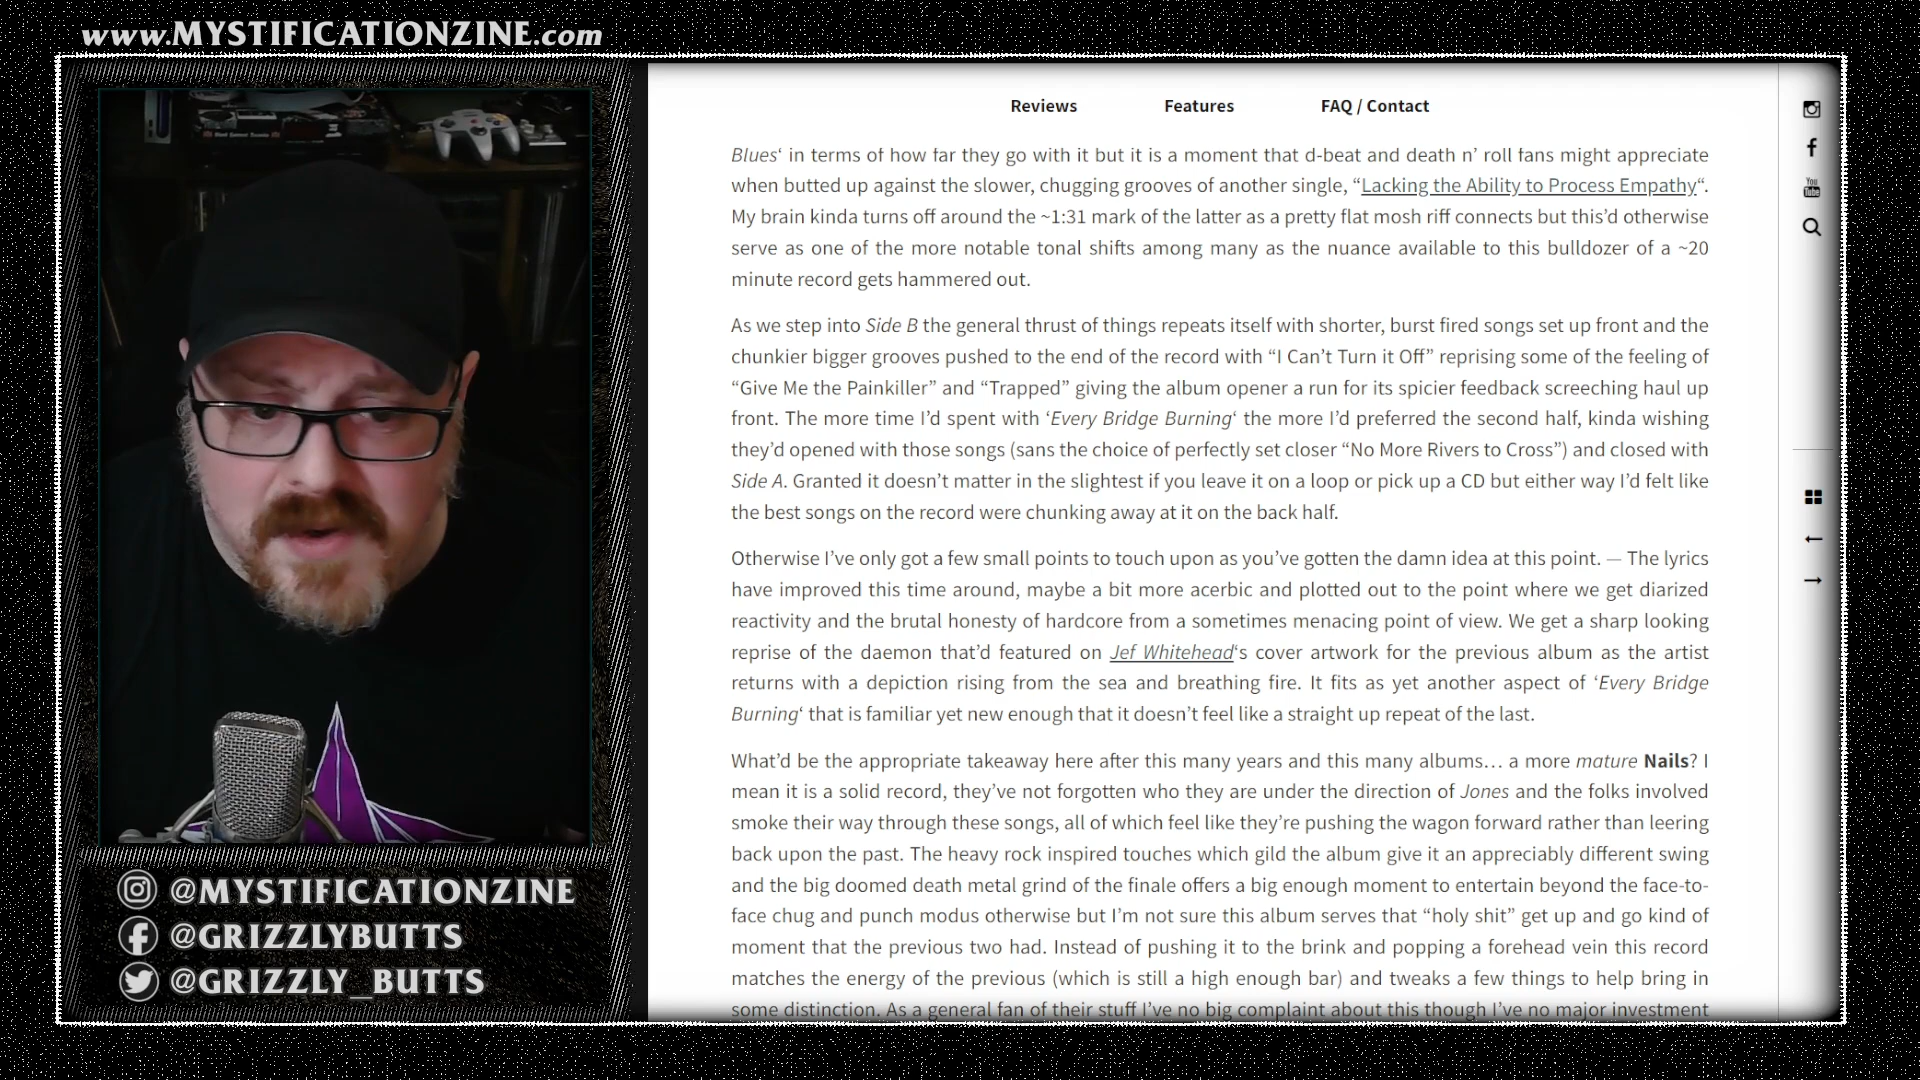 www.MYSTIFICATIONZINE.com
Reviews Features FAQ / Contact
Blues‘ in terms of how far they go with it but it is a moment that d-beat and death n’ roll fans might appreciate
when butted up against the slower, chugging grooves of another single, “Lacking the Ability to Process Empathy“.
My brain kinda turns off around the ~1:31 mark of the latter as a pretty flat mosh riff connects but this’d otherwise
serve as one of the more notable tonal shifts among many as the nuance available to this bulldozer of a ~20
minute record gets hammered out.
As we step into Side B the general thrust of things repeats itself with shorter, burst fired songs set up front and the
chunkier bigger grooves pushed to the end of the record with “I Can’t Turn it Off” reprising some of the feeling of
“Give Me the Painkiller” and “Trapped” giving the album opener a run for its spicier feedback screeching haul up
front. The more time I’d spent with ‘Every Bridge Burning‘ the more I’d preferred the second half, kinda wishing
they’d opened with those songs (sans the choice of perfectly set closer “No More Rivers to Cross”) and closed with
Side A. Granted it doesn’t matter in the slightest if you leave it on a loop or pick up a CD but either way I’d felt like
the best songs on the record were chunking away at it on the back half.
Otherwise I’ve only got a few small points to touch upon as you’ve gotten the damn idea at this point. — The lyrics
have improved this time around, maybe a bit more acerbic and plotted out to the point where we get diarized
reactivity and the brutal honesty of hardcore from a sometimes menacing point of view. We get a sharp looking
reprise of the daemon that’d featured on Jef Whitehead‘s cover artwork for the previous album as the artist
returns with a depiction rising from the sea and breathing fire. It fits as yet another aspect of ‘Every Bridge
Burning‘ that is familiar yet new enough that it doesn’t feel like a straight up repeat of the last.
What’d be the appropriate takeaway here after this many years and this many albums… a more mature Nails? I
mean it is a solid record, they’ve not forgotten who they are under the direction of Jones and the folks involved
smoke their way through these songs, all of which feel like they’re pushing the wagon forward rather than leering
back upon the past. The heavy rock inspired touches which gild the album give it an appreciably different swing
and the big doomed death metal grind of the finale offers a big enough moment to entertain beyond the face-to-
face chug and punch modus otherwise but I’m not sure this album serves that “holy shit” get up and go kind of
moment that the previous two had. Instead of pushing it to the brink and popping a forehead vein this record
matches the energy of the previous (which is still a high enough bar) and tweaks a few things to help bring in
some distinction. As a general fan of their stuff I’ve no big complaint about this though I’ve no major investment
You
Tube
@MYSTIFICATIONZINE
@GRIZZLYBUTTS
@GRIZZLY_BUTTS